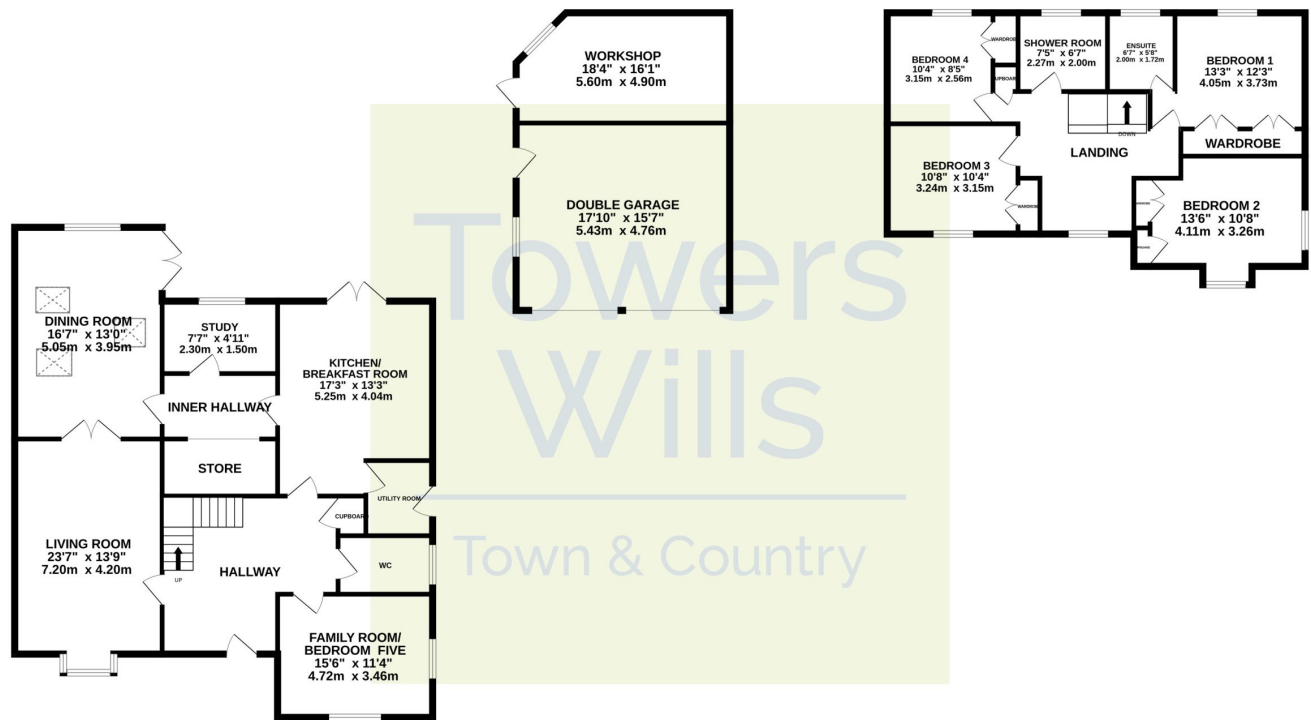 WORKSHOP
18'4" x 16'1"
5.60m x 4.90m
DOUBLE GARAGE
17'10" x 15'7"
5.43m x 4.76m
BEDROOM 4
10'4" x 8'5"
3.15m x 2.56m
WARDROBE
UPBOARD
SHOWER ROOM
7'5" x 6'7"
2.27m x 2.00m
ENSUITE
6'7" x 5'8"
2.00m x 1.72m
BEDROOM 1
13'3" x 12'3"
4.05m x 3.73m
DOWN
LANDING
WARDROBE
BEDROOM 3
10'8" x 10'4"
3.24m x 3.15m
WARDROBE
BEDROOM 2
13'6" x 10'8"
4.11m x 3.26m
DINING ROOM
16'7" x 13'0"
5.05m x 3.95m
STUDY
7'7" x 4'11"
2.30m x 1.50m
KITCHEN/
BREAKFAST ROOM
17'3" x 13'3"
5.25m x 4.04m
INNER HALLWAY
STORE
UTILITY ROOM
CUPBOARD
LIVING ROOM
23'7" x 13'9"
7.20m x 4.20m
UP
HALLWAY
WC
FAMILY ROOM/
BEDROOM FIVE
15'6" x 11'4"
4.72m x 3.46m
Towers
Wills
Town & Country